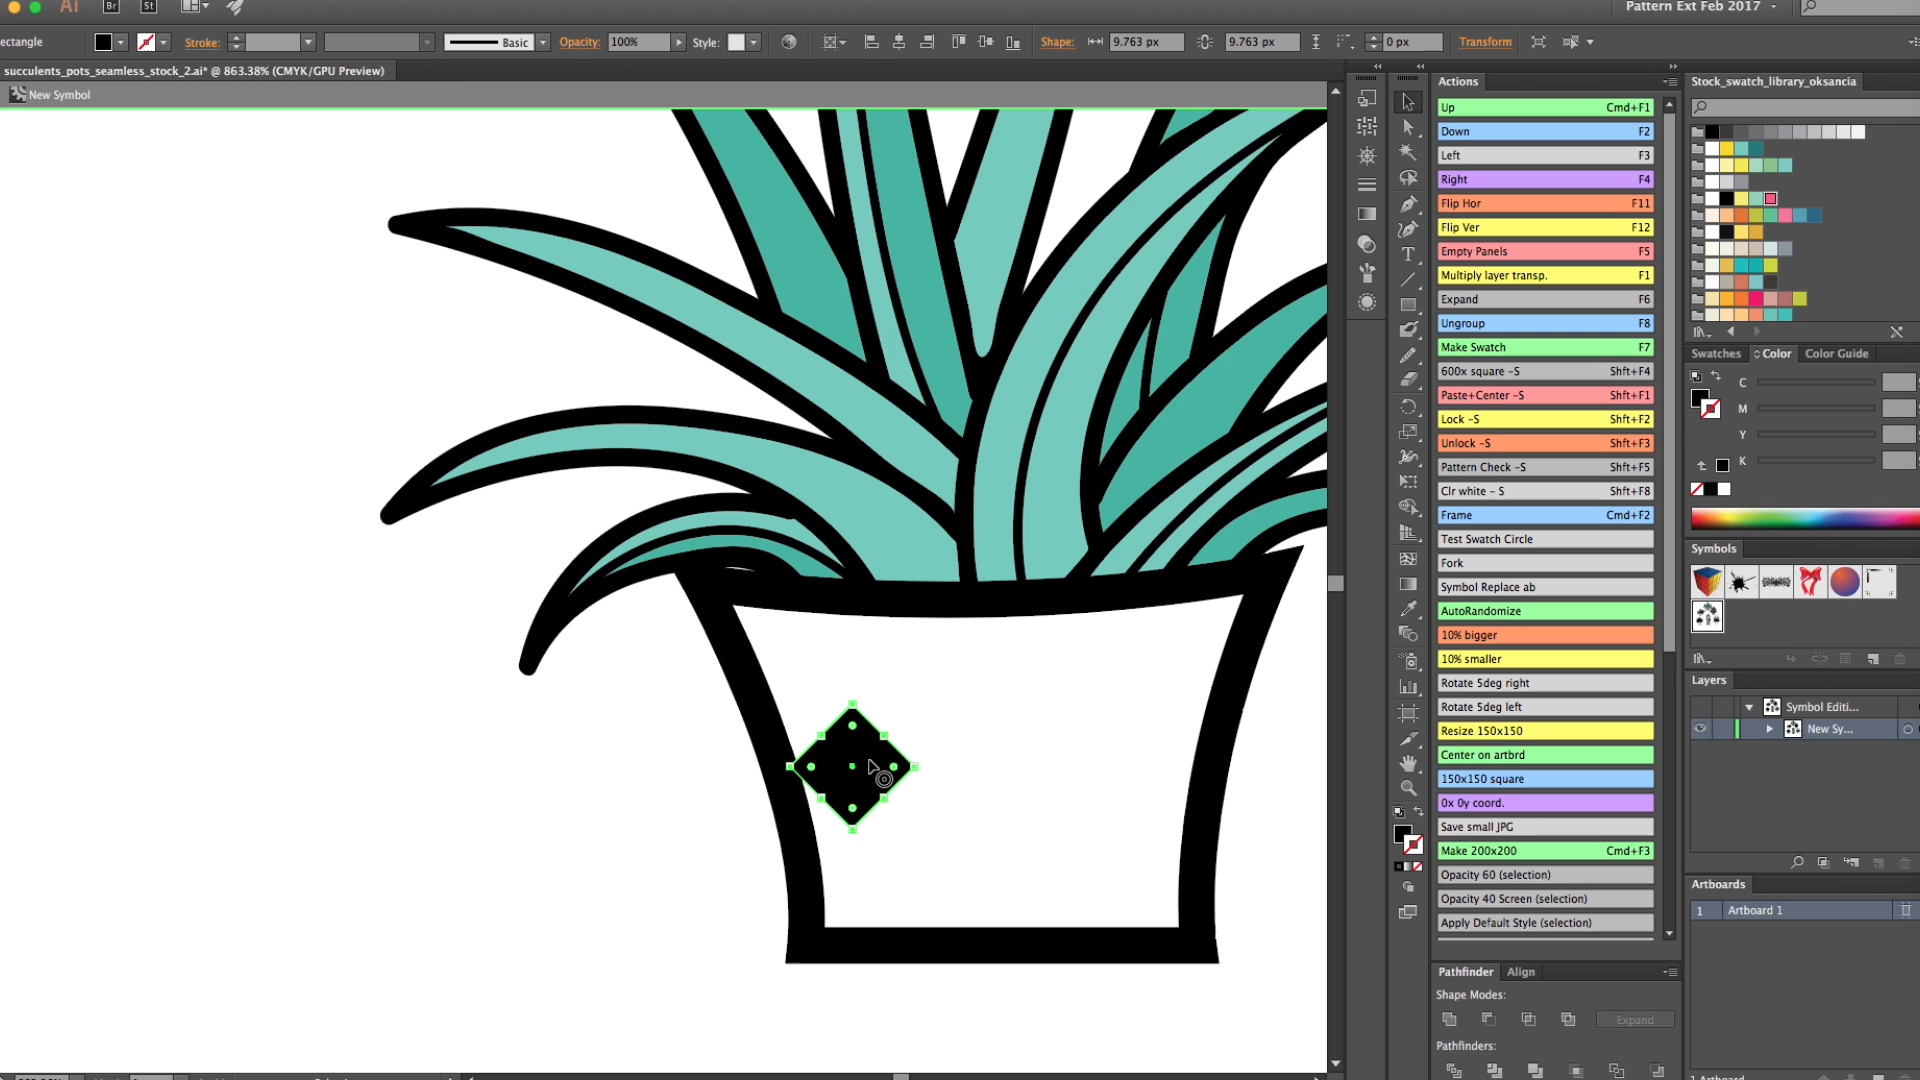 Ai Br St Pattern Ext Feb 2017
ectangle Stroke: Basic Opacity: 100% Style: Shape: 9.763 px 9.763 px 0 px Transform
succulents_pots_seamless_stock_2.ai* @ 863.38% (CMYK/GPU Preview)
New Symbol
Actions
Up Cmd+F1
Down F2
Left F3
Right F4
Flip Hor F11
Flip Ver F12
Empty Panels F5
Multiply layer transp. F1
Expand F6
Ungroup F8
Make Swatch F7
600x square -S Shft+F4
Paste+Center -S Shft+F1
Lock -S Shft+F2
Unlock -S Shft+F3
Pattern Check -S Shft+F5
Clr white - S Shft+F8
Frame Cmd+F2
Test Swatch Circle
Fork
Symbol Replace ab
AutoRandomize
10% bigger
10% smaller
Rotate 5deg right
Rotate 5deg left
Resize 150x150
Center on artbrd
150x150 square
0x 0y coord.
Save small JPG
Make 200x200 Cmd+F3
Opacity 60 (selection)
Opacity 40 Screen (selection)
Apply Default Style (selection)
Pathfinder Align
Shape Modes:
Expand
Pathfinders:
Stock_swatch_library_oksancia
Swatches Color Color Guide
C
M
Y
K
Symbols
Layers
Symbol Editi...
New Sy...
Artboards
1 Artboard 1
1 Artboard